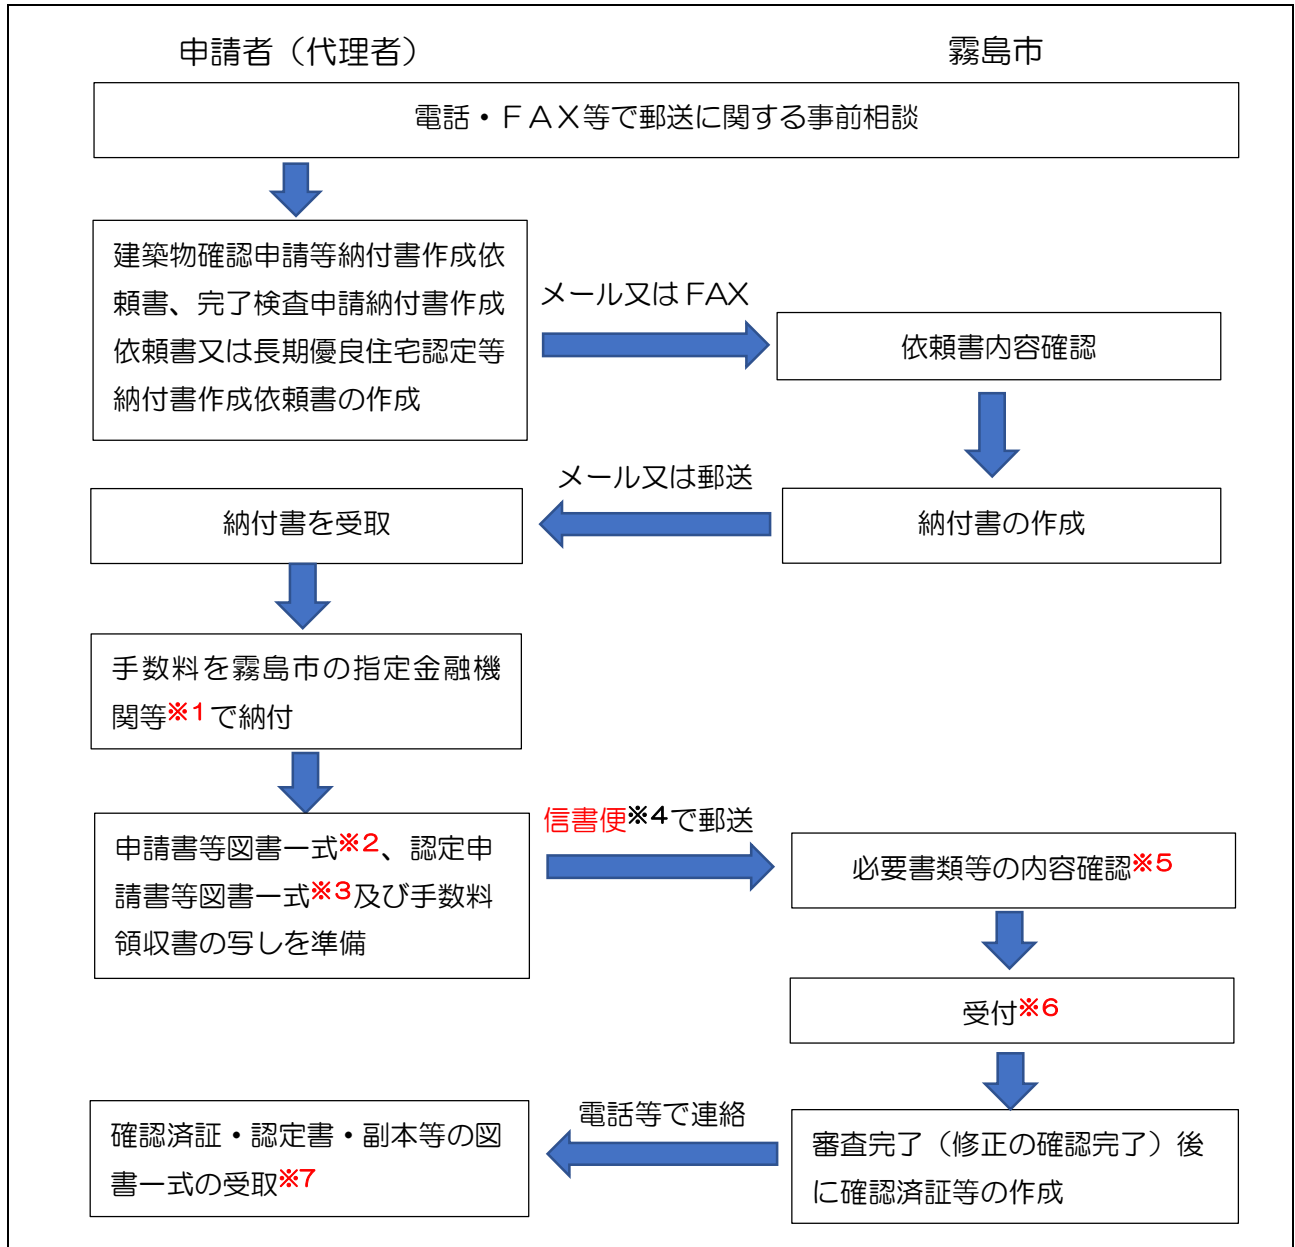 申請者（代理者）
霧島市
電話・ＦＡＸ等で郵送に関する事前相談
建築物確認申請等納付書作成依
頼書、完了検査申請納付書作成
依頼書又は長期優良住宅認定等
納付書作成依頼書の作成
メール又は FAX
依頼書内容確認
メール又は郵送
納付書を受取
納付書の作成
手数料を霧島市の指定金融機
関等※1で納付
申請書等図書一式※2、認定申
請書等図書一式※3及び手数料
領収書の写しを準備
信書便※4で郵送
必要書類等の内容確認※5
受付※6
確認済証・認定書・副本等の図
書一式の受取※7
電話等で連絡
審査完了（修正の確認完了）後
に確認済証等の作成